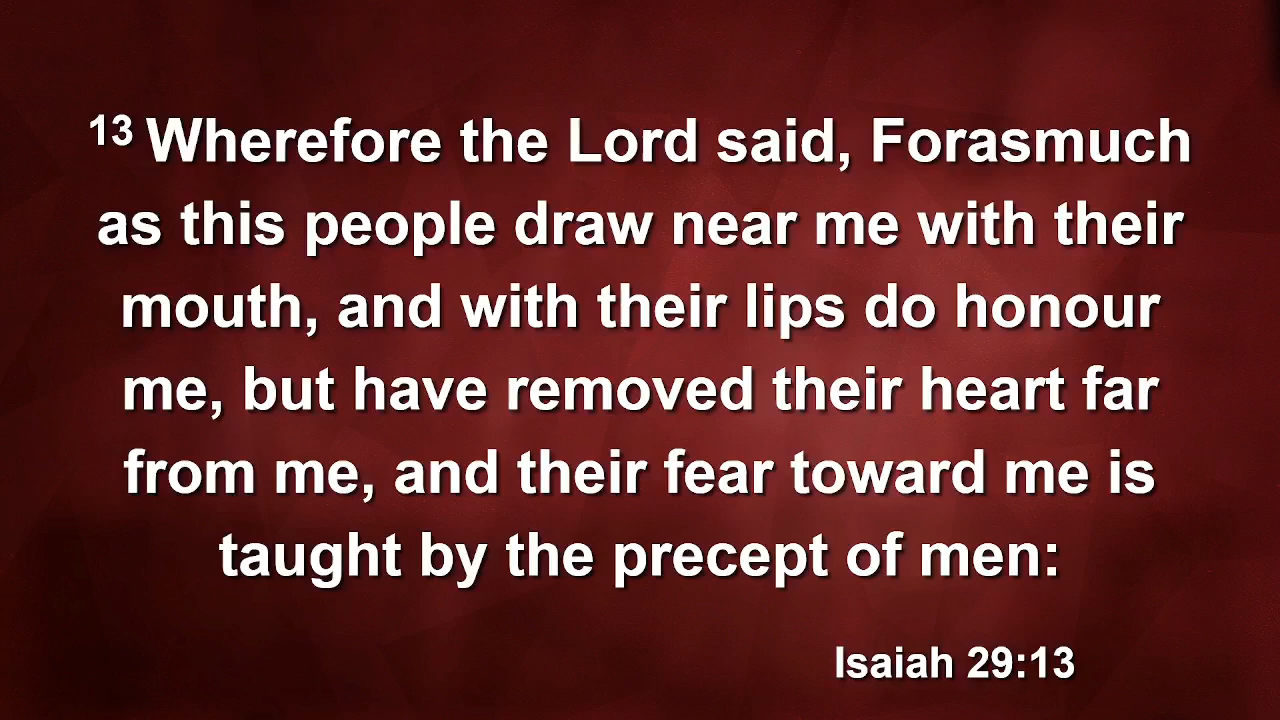 13 Wherefore the Lord said, Forasmuch
as this people draw near me with their
mouth, and with their lips do honour
me, but have removed their heart far
from me, and their fear toward me is
taught by the precept of men:
Isaiah 29:13